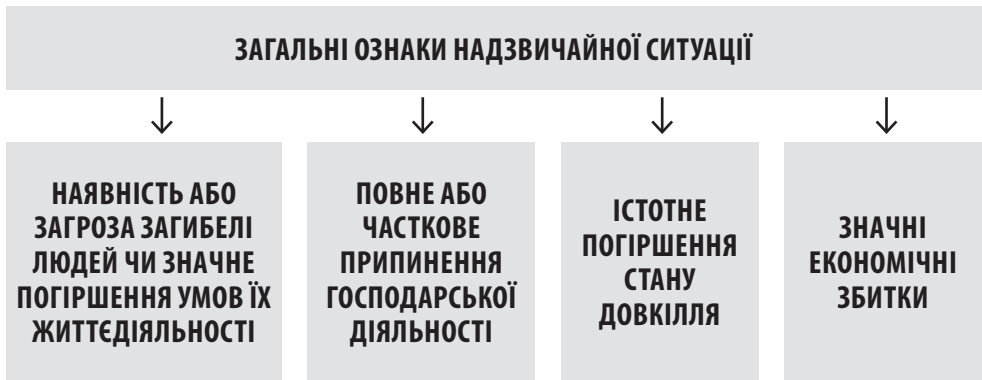 ЗАГАЛЬНІ ОЗНАКИ НАДЗВИЧАЙНОЇ СИТУАЦІЇ
НАЯВНІСТЬ АБО
ЗАГРОЗА ЗАГИБЕЛІ
ЛЮДЕЙ ЧИ ЗНАЧНЕ
ПОГІРШЕННЯ УМОВ ЇХ
ЖИТТЄДІЯЛЬНОСТІ
ПОВНЕ АБО
ЧАСТКОВЕ
ПРИПИНЕННЯ
ГОСПОДАРСЬКОЇ
ДІЯЛЬНОСТІ
ІСТОТНЕ
ПОГІРШЕННЯ
СТАНУ
ДОВКІЛЛЯ
ЗНАЧНІ
ЕКОНОМІЧНІ
ЗБИТКИ